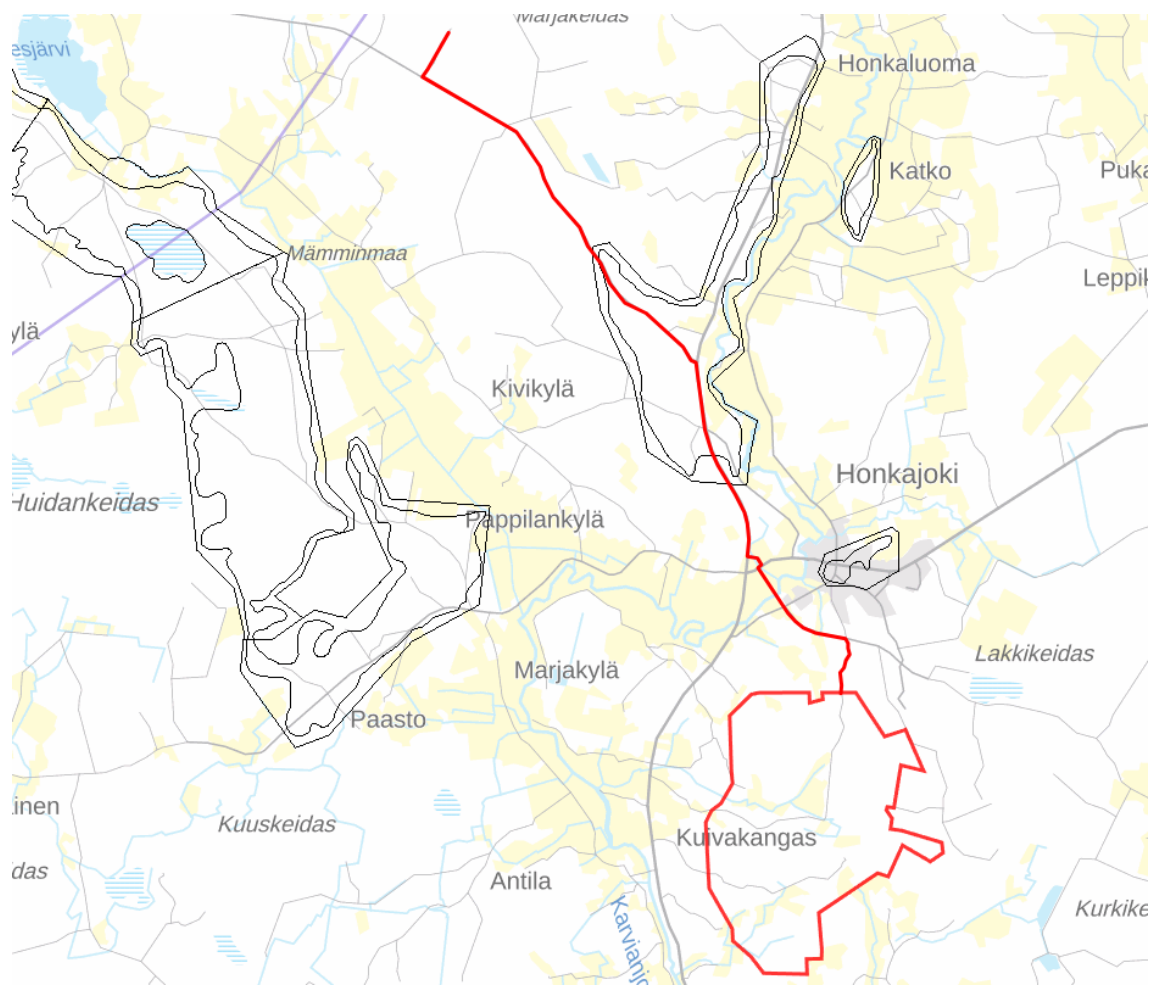 Marjakeidas
esjärvi
Honkaluoma
Katko
Puka
Mämminmaa
Leppik
ylä
Kivikylä
Honkajoki
Huidankeidas
Pappilankylä
Lakkikeidas
Marjakylä
Paasto
inen
Kuuskeidas
Kuivakangas
das
Antila
Kurkike
Karvianjo